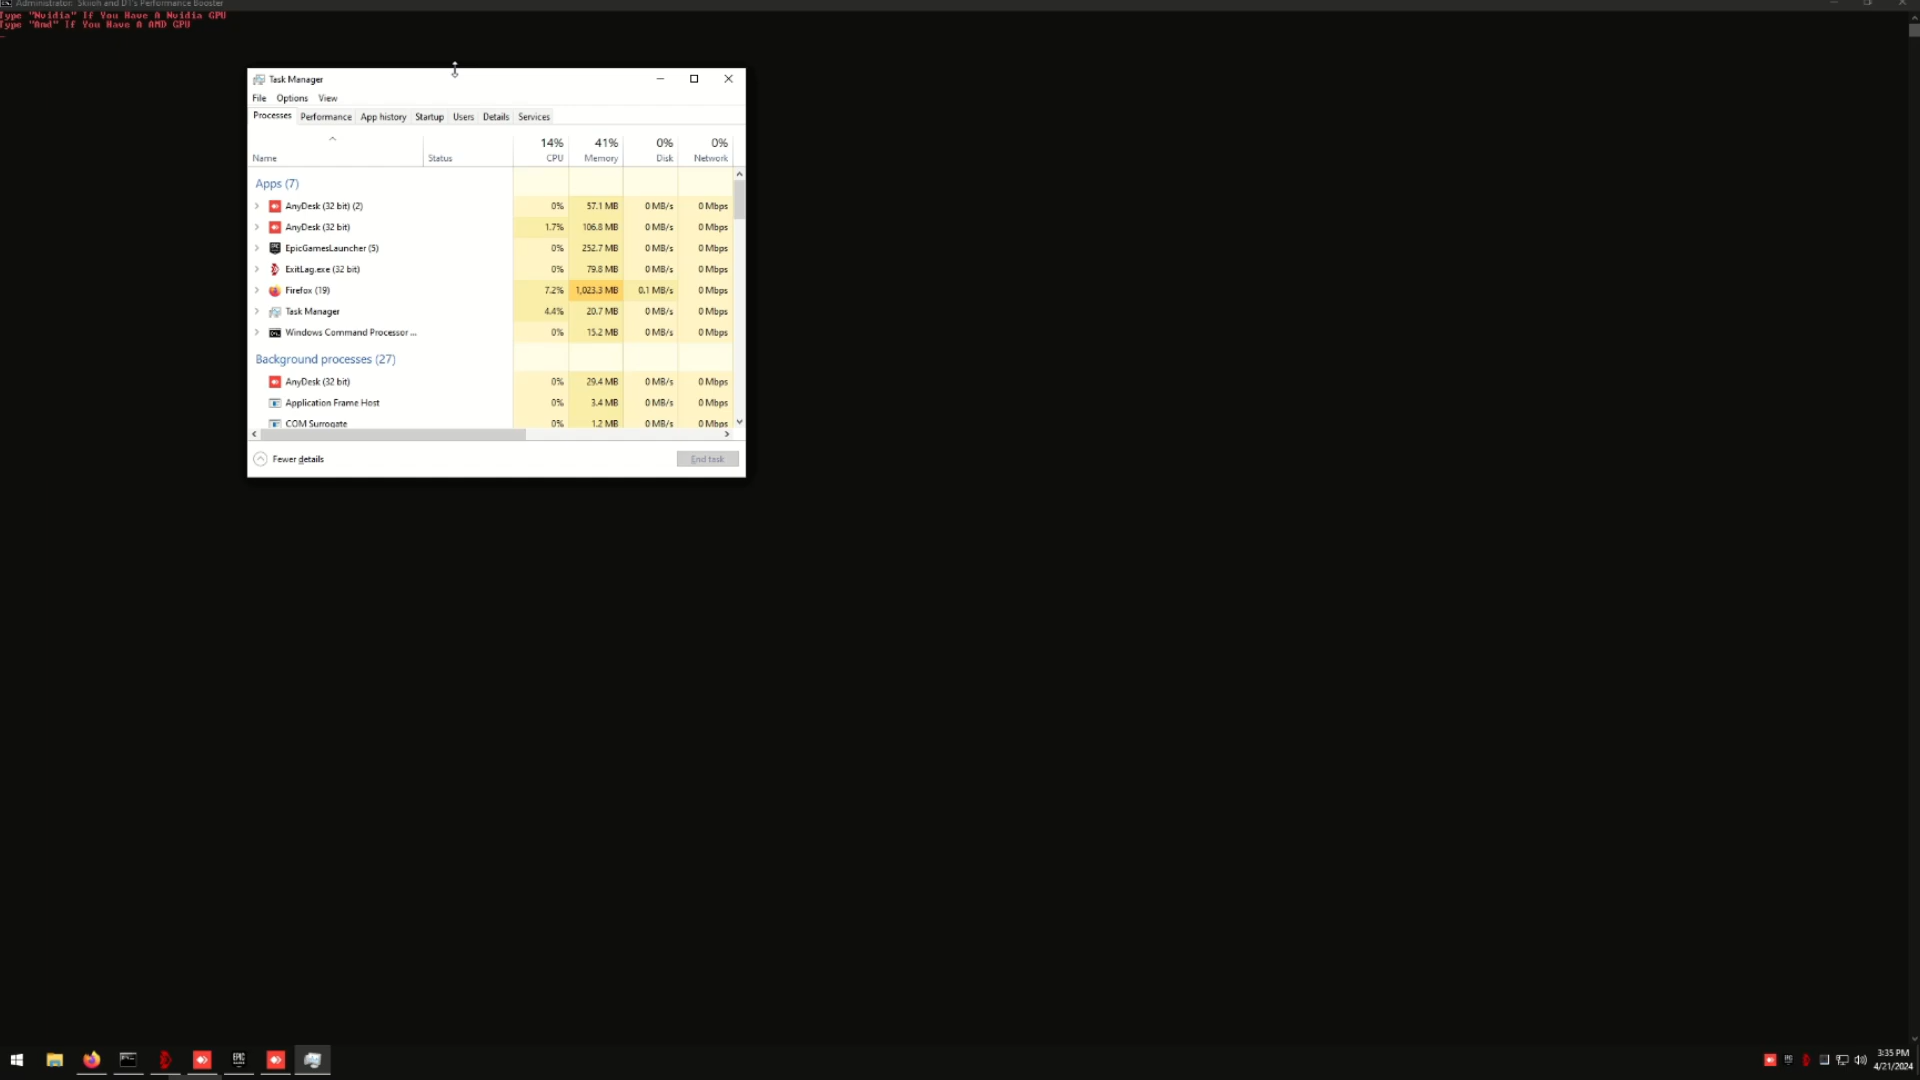 Administrator: Skiioh and DT's Performance Booster
Type "Nvidia" If You Have A Nvidia GPU
Type "Amd" If You Have A AMD GPU
Task Manager
File Options View
Processes Performance App history Startup Users Details Services
14% 41% 0% 0%
Name Status CPU Memory Disk Network
Apps (7)
AnyDesk (32 bit) (2) 0% 57.1 MB 0 MB/s 0 Mbps
AnyDesk (32 bit) 1.7% 106.8 MB 0 MB/s 0 Mbps
EpicGamesLauncher (5) 0% 252.7 MB 0 MB/s 0 Mbps
ExitLag.exe (32 bit) 0% 79.8 MB 0 MB/s 0 Mbps
Firefox (19) 7.2% 1,023.3 MB 0.1 MB/s 0 Mbps
Task Manager 4.4% 20.7 MB 0 MB/s 0 Mbps
Windows Command Processor ... 0% 15.2 MB 0 MB/s 0 Mbps
Background processes (27)
AnyDesk (32 bit) 0% 29.4 MB 0 MB/s 0 Mbps
Application Frame Host 0% 3.4 MB 0 MB/s 0 Mbps
COM Surrogate 0% 1.2 MB 0 MB/s 0 Mbps
Fewer details End task
EPIC
3:35 PM
4/21/2024